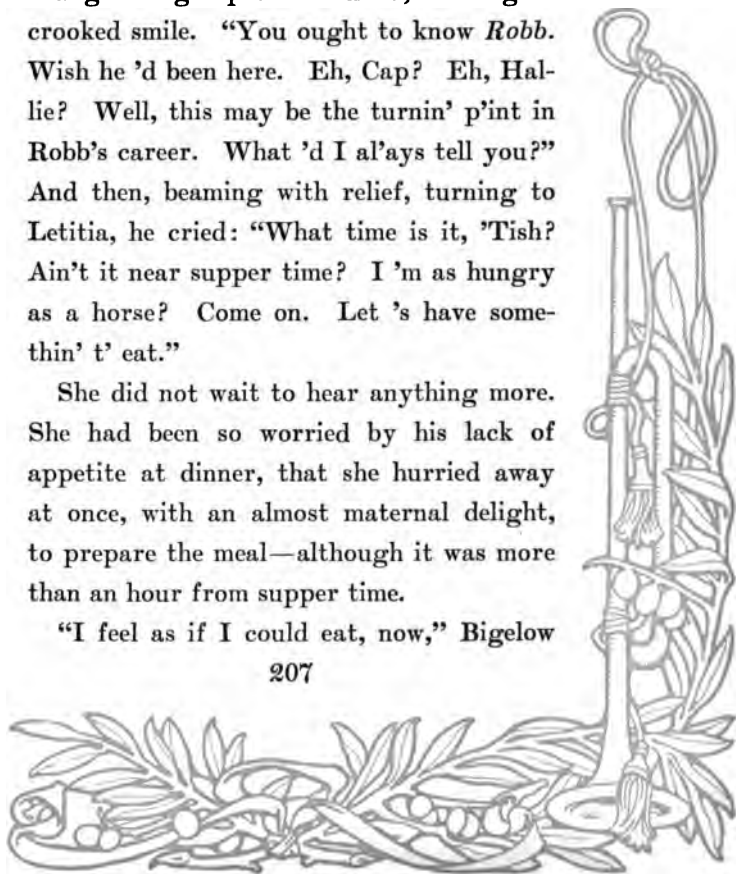 crooked smile. “You ought to know Robb.
Wish he ’d been here. Eh, Cap? Eh, Hal-
lie? Well, this may be the turnin’ p’int in
Robb’s career. What ’d I al’ays tell you?”
And then, beaming with relief, turning to
Letitia, he cried: “What time is it, ’Tish?
Ain’t it near supper time? I ’m as hungry
as a horse? Come on. Let ’s have some-
thin’ t’ eat.”
She did not wait to hear anything more.
She had been so worried by his lack of
appetite at dinner, that she hurried away
at once, with an almost maternal delight,
to prepare the meal—although it was more
than an hour from supper time.
“I feel as if I could eat, now,” Bigelow
207